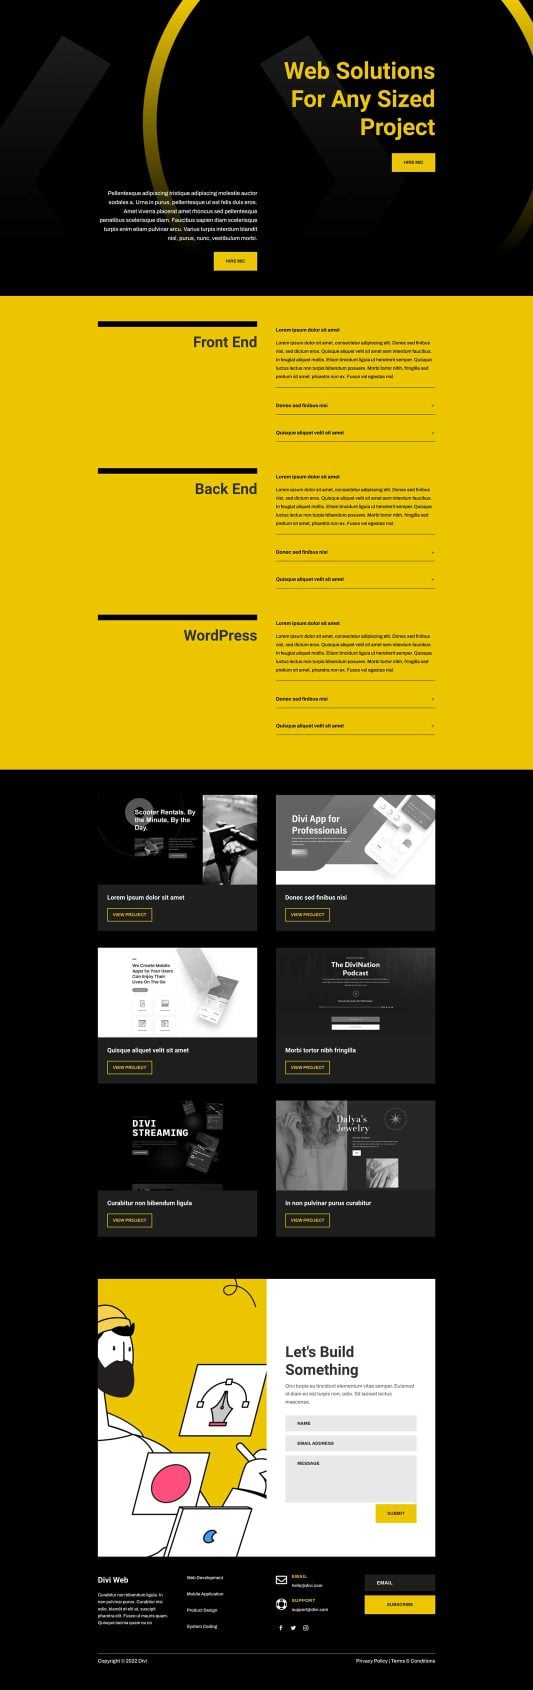 Web Solutions
For Any Sized
Project
HIRE ME!
Pellentesque adipiscing tristique adipiscing molestie auctor
sodales a. Urna in purus, pellentesque ut est felis duis eros.
Amet viverra placerat amet rhoncus sed pellentesque
penatibus scelerisque diam. Faucibus sapien diam scelerisque
turpis enim etiam pulvinar arcu. Varius turpis interdum blandit
nisl, purus, nunc, vestibulum morbi.
HIRE ME!
Front End
Lorem ipsum dolor sit amet
Lorem ipsum dolor sit amet, consectetur adipiscing elit. Donec sed finibus
nisi, sed dictum eros. Quisque aliquet velit sit amet sem interdum faucibus.
In feugiat aliquet mollis. Etiam tincidunt ligula ut hendrerit semper. Quisque
luctus lectus non turpis bibendum posuere. Morbi tortor nibh, fringilla sed
pretium sit amet, pharetra non ex. Fusce vel egestas nisl.
Donec sed finibus nisi +
Quisque aliquet velit sit amet +
Back End
Lorem ipsum dolor sit amet
Lorem ipsum dolor sit amet, consectetur adipiscing elit. Donec sed finibus
nisi, sed dictum eros. Quisque aliquet velit sit amet sem interdum faucibus.
In feugiat aliquet mollis. Etiam tincidunt ligula ut hendrerit semper. Quisque
luctus lectus non turpis bibendum posuere. Morbi tortor nibh, fringilla sed
pretium sit amet, pharetra non ex. Fusce vel egestas nisl.
Donec sed finibus nisi +
Quisque aliquet velit sit amet +
WordPress
Lorem ipsum dolor sit amet
Lorem ipsum dolor sit amet, consectetur adipiscing elit. Donec sed finibus
nisi, sed dictum eros. Quisque aliquet velit sit amet sem interdum faucibus.
In feugiat aliquet mollis. Etiam tincidunt ligula ut hendrerit semper. Quisque
luctus lectus non turpis bibendum posuere. Morbi tortor nibh, fringilla sed
pretium sit amet, pharetra non ex. Fusce vel egestas nisl.
Donec sed finibus nisi +
Quisque aliquet velit sit amet +
Scooter Rentals. By
the Minute, By the
Day.
Lorem ipsum dolor sit amet
VIEW PROJECT
Divi App for
Professionals
Donec sed finibus nisi
VIEW PROJECT
We Create Mobile
Apps So Your Users
Can Enjoy Their
Lives On The Go
Quisque aliquet velit sit amet
VIEW PROJECT
The DiviNation
Podcast
Morbi tortor nibh fringilla
VIEW PROJECT
DIVI
STREAMING
Curabitur non bibendum ligula
VIEW PROJECT
Dalya's
Jewelry
In non pulvinar purus curabitur
VIEW PROJECT
Let's Build
Something
Orci turpis eu tincidunt elementum vitae semper. Euismod
id diam eu est turpis non, odio. Sit laoreet lectus
maecenas.
NAME
EMAIL ADDRESS
MESSAGE
SUBMIT
Divi Web
Curabitur non bibendum ligula. In
non pulvinar purus. Curabitur nisi
odio, blandit et elit at, suscipit
pharetra elit. Fusce ut mauris quam.
Quisque lacinia quam eu ex
Web Development
Mobile Application
Product Design
System Coding
EMAIL
hello@divi.com
SUPPORT
support@divi.com
EMAIL
SUBSCRIBE
Copyright © 2022 Divi
Privacy Policy | Terms & Conditions